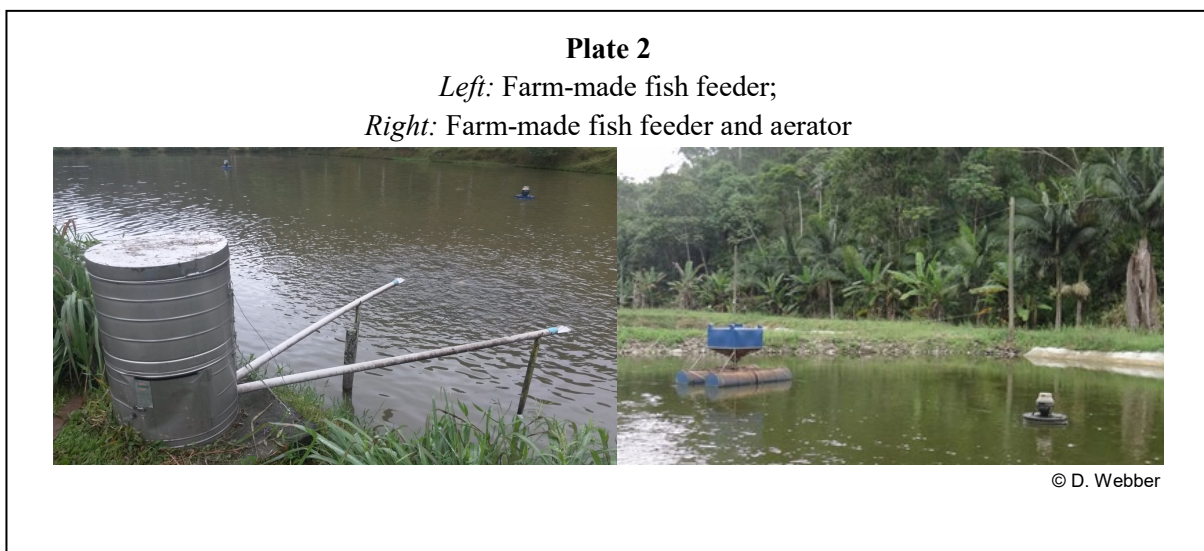 Plate 2
Left: Farm-made fish feeder;
Right: Farm-made fish feeder and aerator
© D. Webber